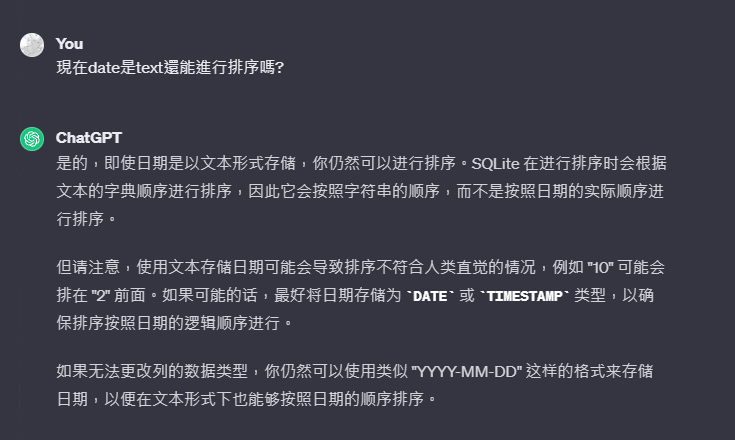 You
現在date是text還能進行排序嗎?
ChatGPT
是的，即使日期是以文本形式存储，你仍然可以进行排序。SQLite 在进行排序时会根据
文本的字典顺序进行排序，因此它会按照字符串的顺序，而不是按照日期的实际顺序进
行排序。
但请注意，使用文本存储日期可能会导致排序不符合人类直觉的情况，例如 "10" 可能会
排在 "2" 前面。如果可能的话，最好将日期存储为 `DATE` 或 `TIMESTAMP` 类型，以确
保排序按照日期的逻辑顺序进行。
如果无法更改列的数据类型，你仍然可以使用类似 "YYYY-MM-DD" 这样的格式来存储
日期，以便在文本形式下也能够按照日期的顺序排序。